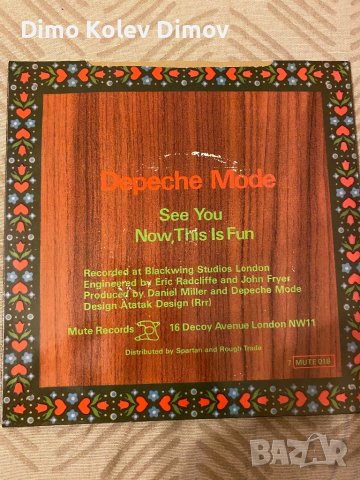 Dimo Kolev Dimov
Depeche Mode
See You
Now, This Is Fun
Recorded at Blackwing Studios London
Engineered by Eric Radcliffe and John Fryer
Produced by Daniel Miller and Depeche Mode
Design Atatak Design (Rrr)
Mute Records 16 Decoy Avenue London NW11
Distributed by Spartan and Rough Trade
7 MUTE 018
BAZAR
bg